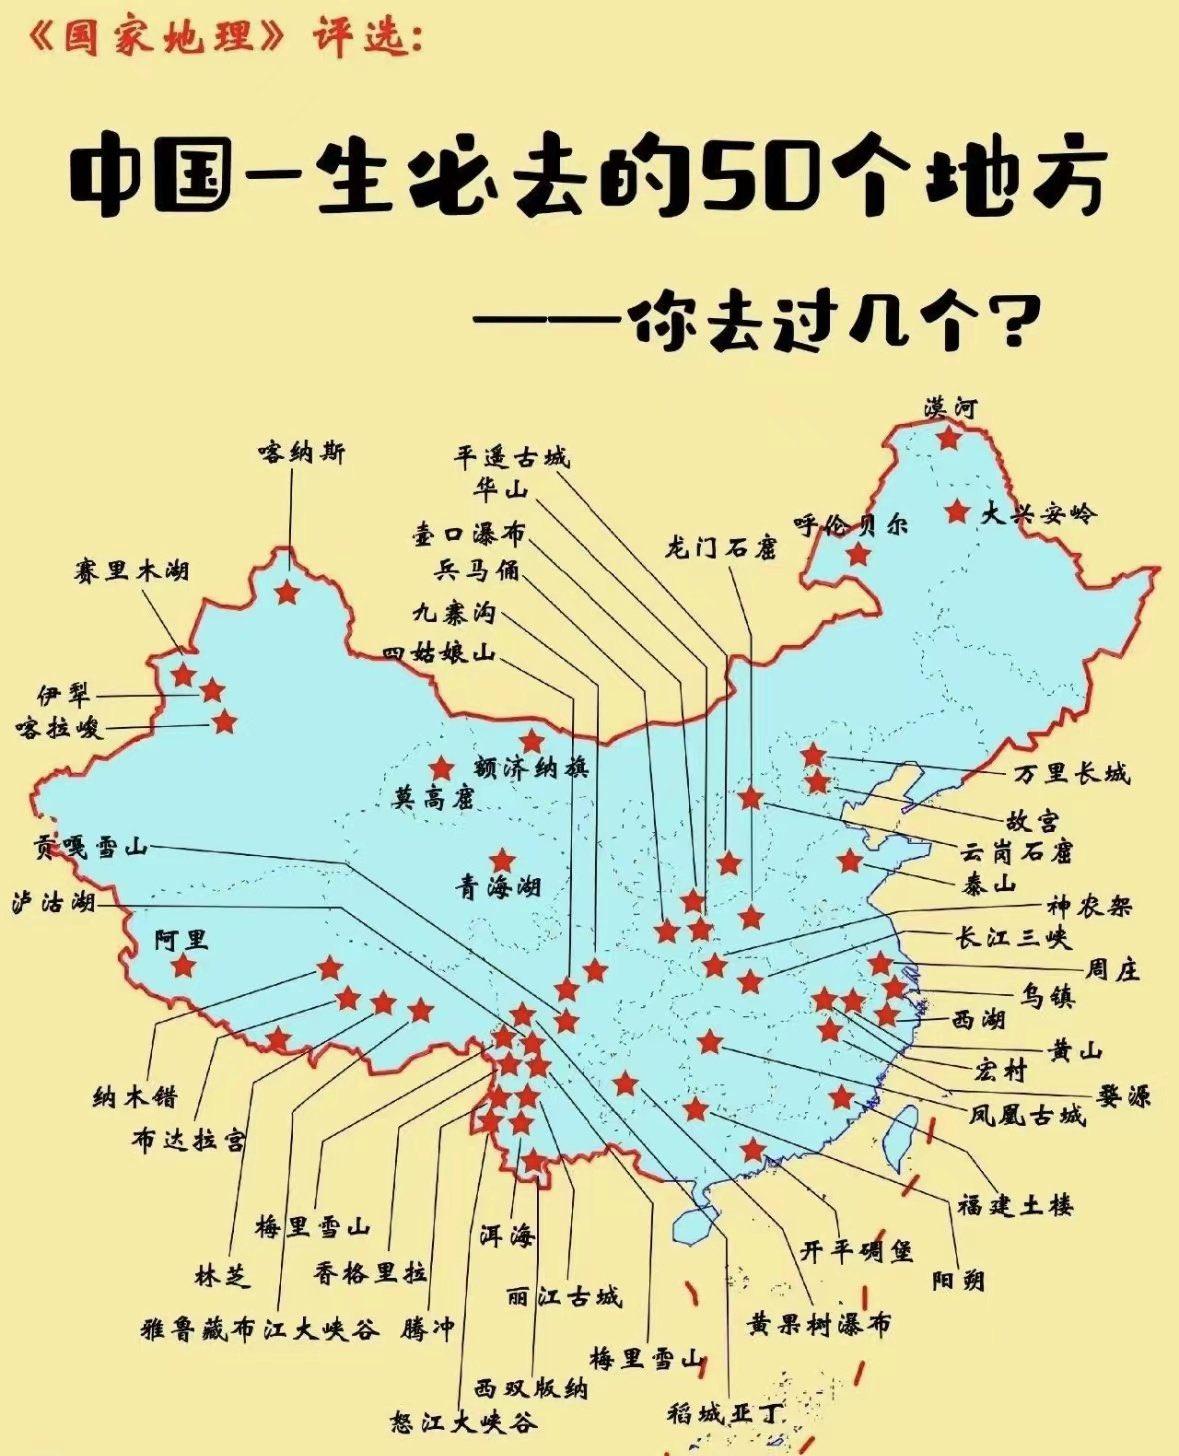 《国家地理》评选:
中国一生必去的50个地方
——你去过几个?
漠河
喀纳斯
平遥古城
华山
大兴安岭
呼伦贝尔
壶口瀑布
龙门石窟
赛里木湖
兵马俑
九寨沟
四姑娘山
伊犁
喀拉峻
额济纳旗
万里长城
莫高窟
故宫
贡嘎雪山
云岗石窟
青海湖
泰山
泸沽湖
神农架
阿里
长江三峡
周庄
乌镇
西湖
黄山
宏村
纳木错
婺源
凤凰古城
布达拉宫
福建土楼
梅里雪山
洱海
开平碉堡
林芝
香格里拉
阳朔
丽江古城
雅鲁藏布江大峡谷
腾冲
黄果树瀑布
梅里雪山
西双版纳
怒江大峡谷
稻城亚丁